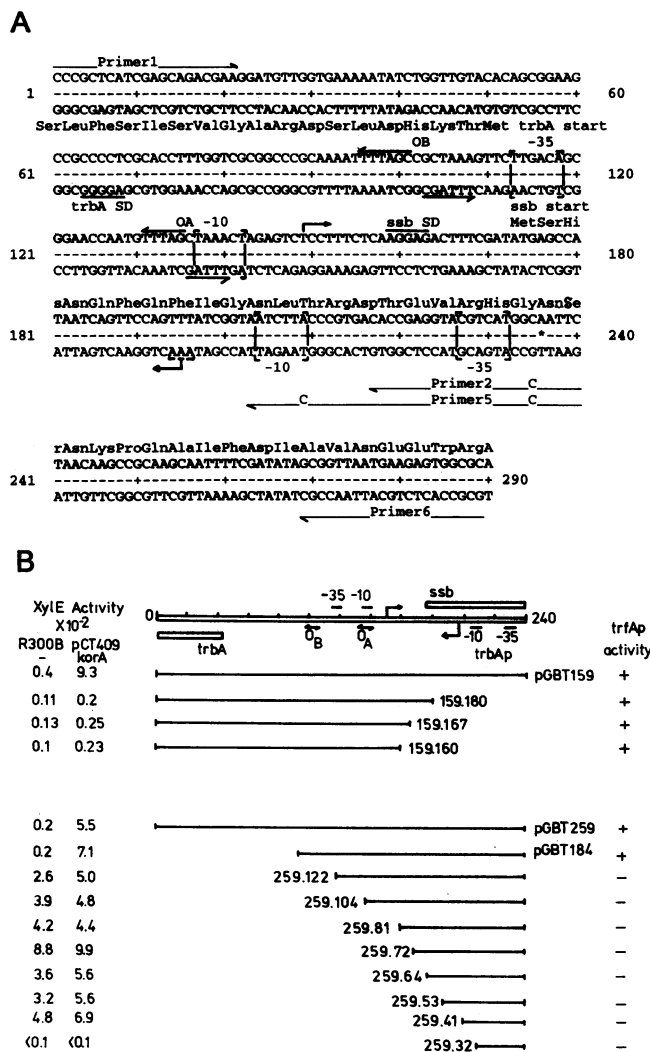 A
Primer1
CCCGCTCATCGAGCAGACGAAGGATGTTGGTGAAAAATATCTGGTTGTACACAGCGGAAG
1 ---------+---------+---------+---------+---------+---------+ 60
GGGCGAGTAGCTCGTCTGCTTCCTACAACCACTTTTTATAGACCAACATGTGTCGCCTTC
SerLeuPheSerIleSerValGlyAlaArgAspSerLeuAspHisLysThrMet trbA start
OB -35
CCGCCCCTCGCACCTTTGGTCGCGGCCCGCAAAATTTTAGCCGCTAAAGTTCTTGACAGC
61 ---------+---------+---------+---------+---------+---------+ 120
GGCGGGGAGCGTGGAAACCAGCGCCGGGCGTTTTAAAATCGGCGATTTCAAGAACTGTCG
trbA SD ssb start
OA -10 ssb SD MetSerHi
GGAACCAATGTTTAGCTAAACTAGAGTCTCCTTTCTCAAGGAGACTTTCGATATGAGCCA
121 ---------+---------+---------+---------+---------+---------+ 180
CCTTGGTTACAAATCGATTTGATCTCAGAGGAAAGAGTTCCTCTGAAAGCTATACTCGGT
sAsnGlnPheGlnPheIleGlyAsnLeuThrArgAspThrGluValArgHisGlyAsnSe
TAATCAGTTCCAGTTTATCGGTAATCTTACCCGTGACACCGAGGTACGTCATGGCAATTC
181 ---------+---------+---------+---------+---------+----*----+ 240
ATTAGTCAAGGTCAAATAGCCATTAGAATGGGCACTGTGGCTCCATGCAGTACCGTTAAG
-10 -35
Primer2 C
C Primer5 C
rAsnLysProGlnAlaIlePheAspIleAlaValAsnGluGluTrpArgA
TAACAAGCCGCAAGCAATTTTCGATATAGCGGTTAATGAAGAGTGGCGCA
241 ---------+---------+---------+---------+---------+ 290
ATTGTTCGGCGTTCGTTAAAAGCTATATCGCCAATTACGTCTCACCGCGT
Primer6
B
XylE Activity
X10-2
R300B pCT409
- korA
-35 -10 ssb
0 240
trbA OB OA trbAp -10 -35
trfAp activity
0.4 9.3 pGBT159 +
0.11 0.2 159.180 +
0.13 0.25 159.167 +
0.1 0.23 159.160 +
0.2 5.5 pGBT259 +
0.2 7.1 pGBT184 +
2.6 5.0 259.122 -
3.9 4.8 259.104 -
4.2 4.4 259.81 -
8.8 9.9 259.72 -
3.6 5.6 259.64 -
3.2 5.6 259.53 -
4.8 6.9 259.41 -
<0.1 <0.1 259.32 -